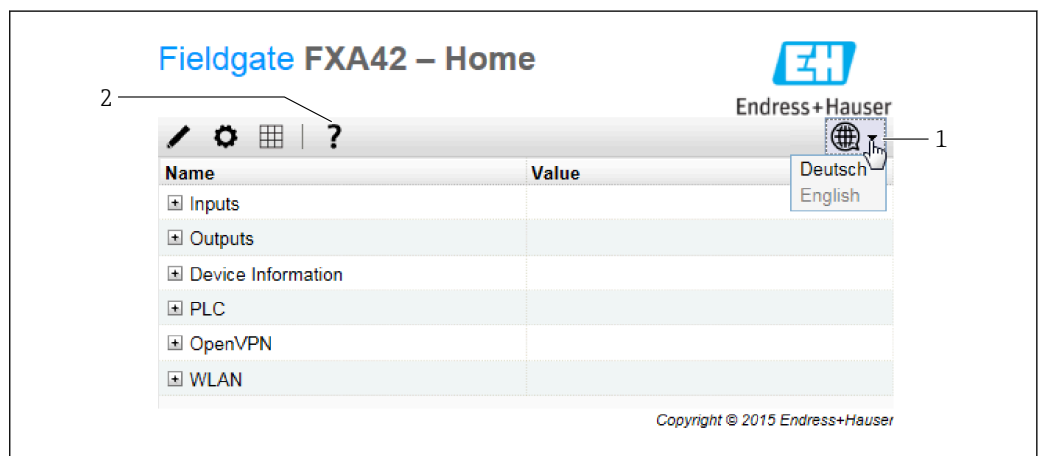 Fieldgate FXA42 – Home
EH
Endress+Hauser
2
?
1
Name Value
Deutsch
English
Inputs
Outputs
Device Information
PLC
OpenVPN
WLAN
Copyright © 2015 Endress+Hauser